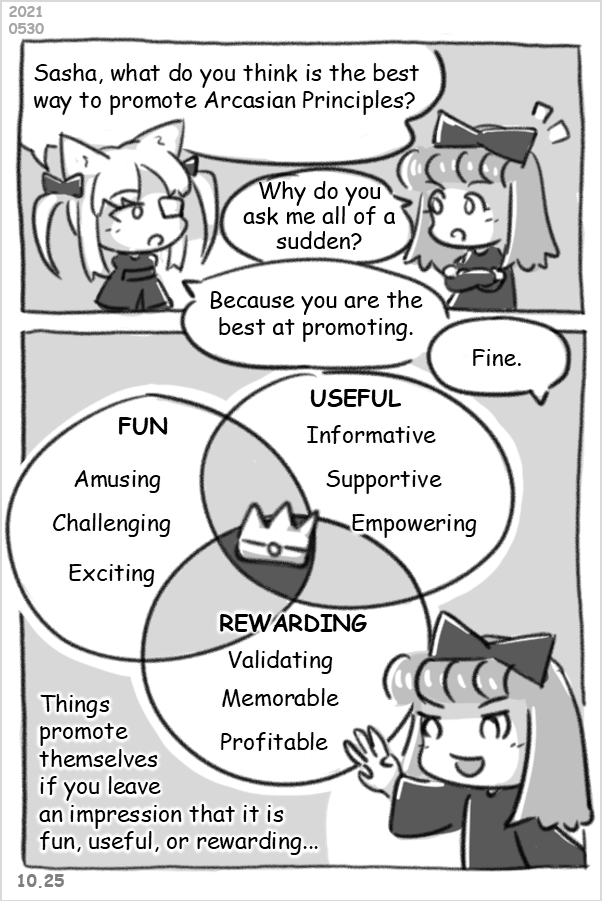 2021
0530
Sasha, what do you think is the best
way to promote Arcasian Principles?
Why do you
ask me all of a
sudden?
Because you are the
best at promoting.
Fine.
FUN
Amusing
Challenging
Exciting
USEFUL
Informative
Supportive
Empowering
REWARDING
Validating
Memorable
Profitable
Things
promote
themselves
if you leave
an impression that it is
fun, useful, or rewarding...
10.25